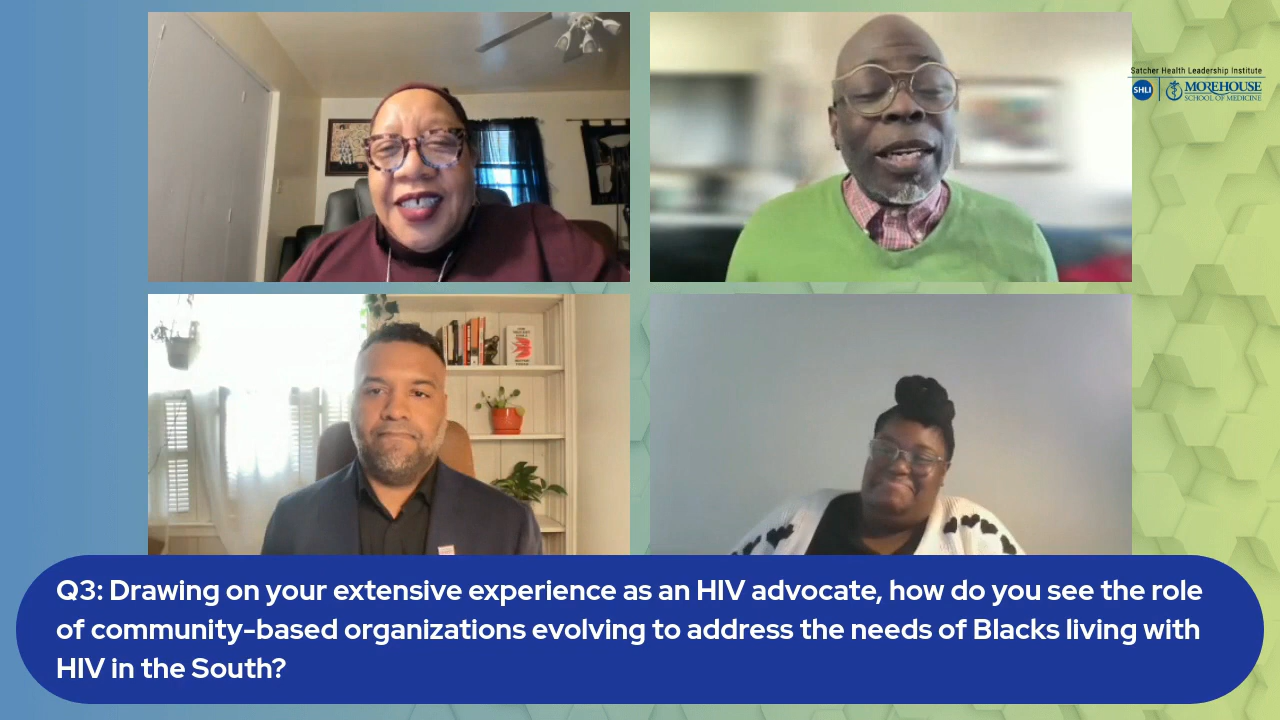 Satcher Health Leadership Institute
SHLI
MOREHOUSE
SCHOOL OF MEDICINE
Q3: Drawing on your extensive experience as an HIV advocate, how do you see the role
of community-based organizations evolving to address the needs of Blacks living with
HIV in the South?